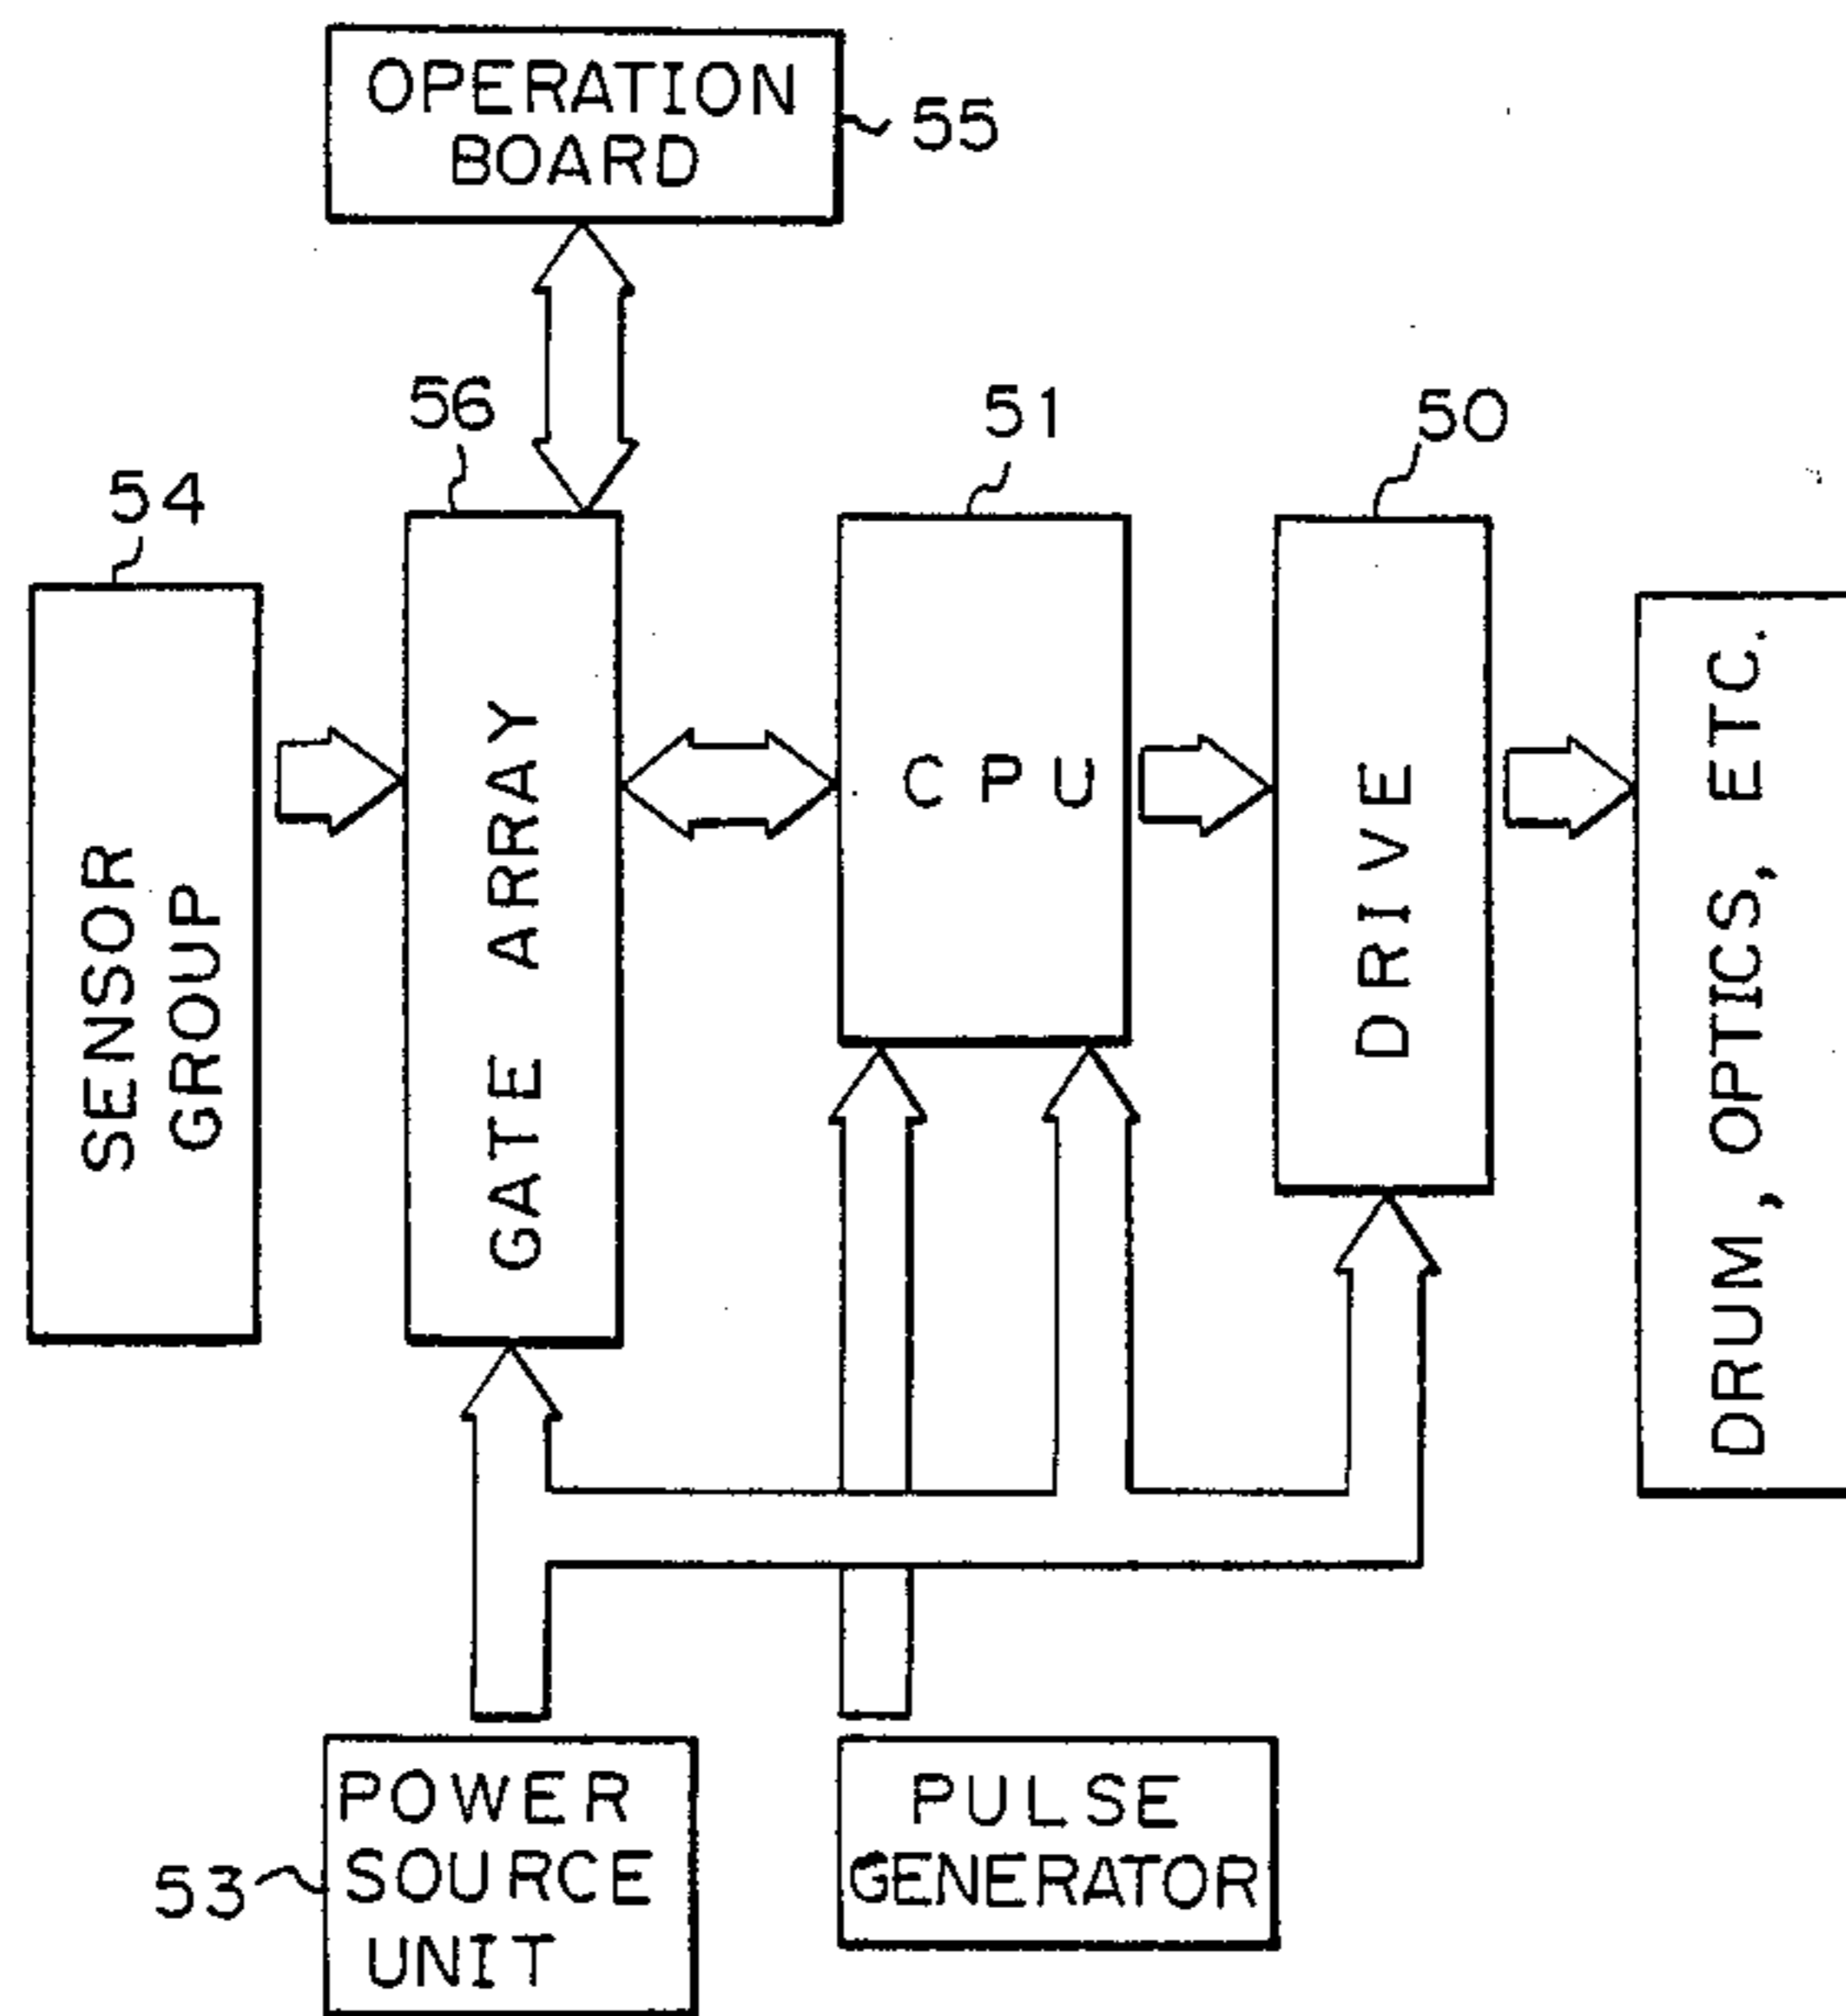 OPERATION
BOARD
55
56
51
50
54
SENSOR
GROUP
GATE ARRAY
CPU
DRIVE
DRUM, OPTICS, ETC.
53
POWER
SOURCE
UNIT
PULSE
GENERATOR